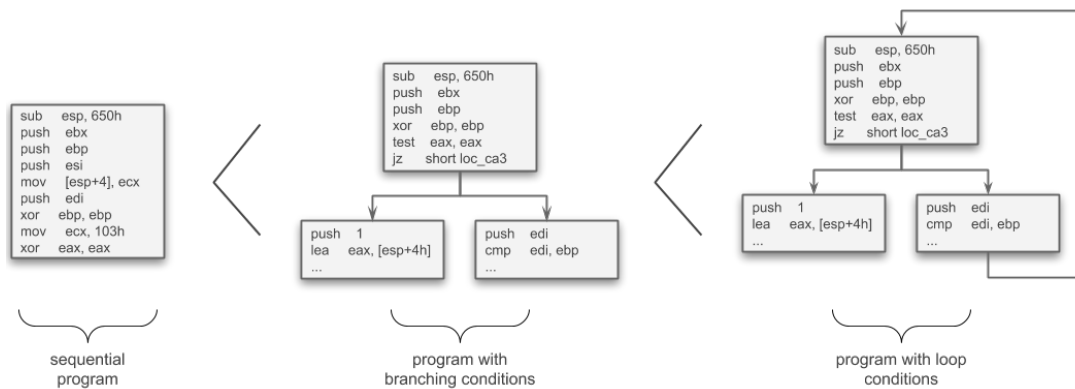 sub esp, 650h
push ebx
push ebp
push esi
mov [esp+4], ecx
push edi
xor ebp, ebp
mov ecx, 103h
xor eax, eax
sequential
program
sub esp, 650h
push ebx
push ebp
xor ebp, ebp
test eax, eax
jz short loc_ca3
push 1
lea eax, [esp+4h]
...
push edi
cmp edi, ebp
...
program with
branching conditions
sub esp, 650h
push ebx
push ebp
xor ebp, ebp
test eax, eax
jz short loc_ca3
push 1
lea eax, [esp+4h]
...
push edi
cmp edi, ebp
...
program with loop
conditions